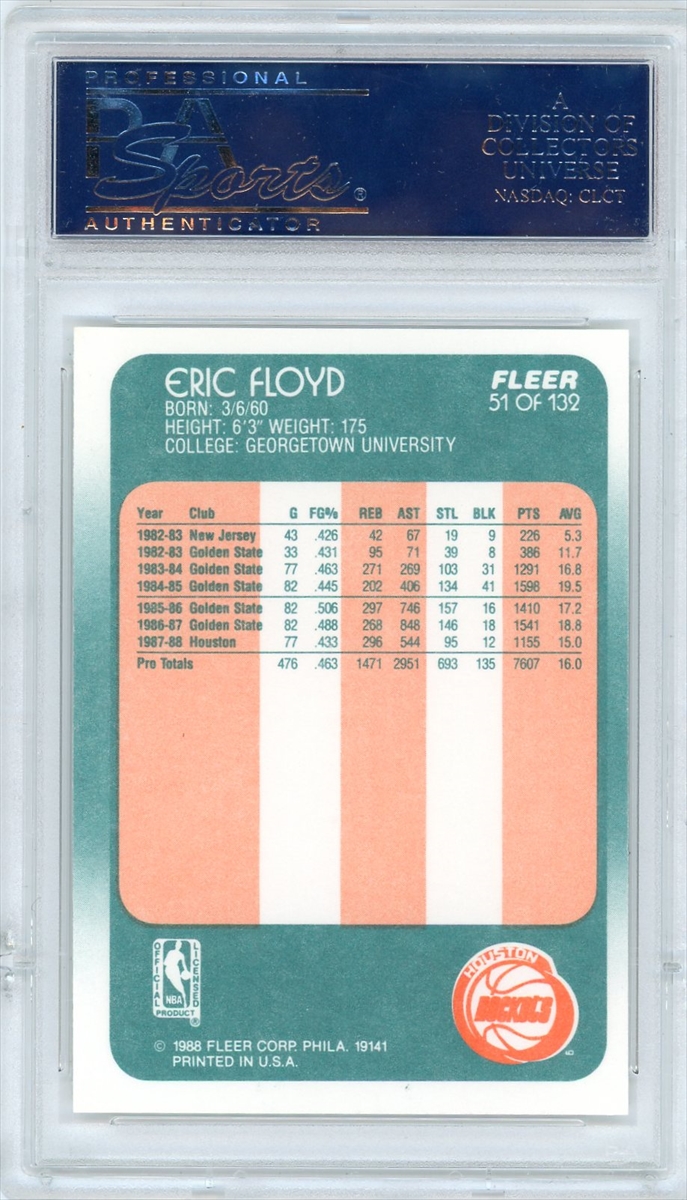 PROFESSIONAL
PSA
Sports®
AUTHENTICATOR
A
DIVISION OF
COLLECTORS
UNIVERSE
NASDAQ: CLCT
ERIC FLOYD
BORN: 3/6/60
HEIGHT: 6'3" WEIGHT: 175
COLLEGE: GEORGETOWN UNIVERSITY
FLEER
51 OF 132
Year Club G FG% REB AST STL BLK PTS AVG
1982-83 New Jersey 43 .426 42 67 19 9 226 5.3
1982-83 Golden State 33 .431 95 71 39 8 386 11.7
1983-84 Golden State 77 .463 271 269 103 31 1291 16.8
1984-85 Golden State 82 .445 202 406 134 41 1598 19.5
1985-86 Golden State 82 .506 297 746 157 16 1410 17.2
1986-87 Golden State 82 .488 268 848 146 18 1541 18.8
1987-88 Houston 77 .433 296 544 95 12 1155 15.0
Pro Totals 476 .463 1471 2951 693 135 7607 16.0
OFFICIAL
LICENSED
NBA
PRODUCT
®
HOUSTON
ROCKETS
© 1988 FLEER CORP. PHILA. 19141
PRINTED IN U.S.A.